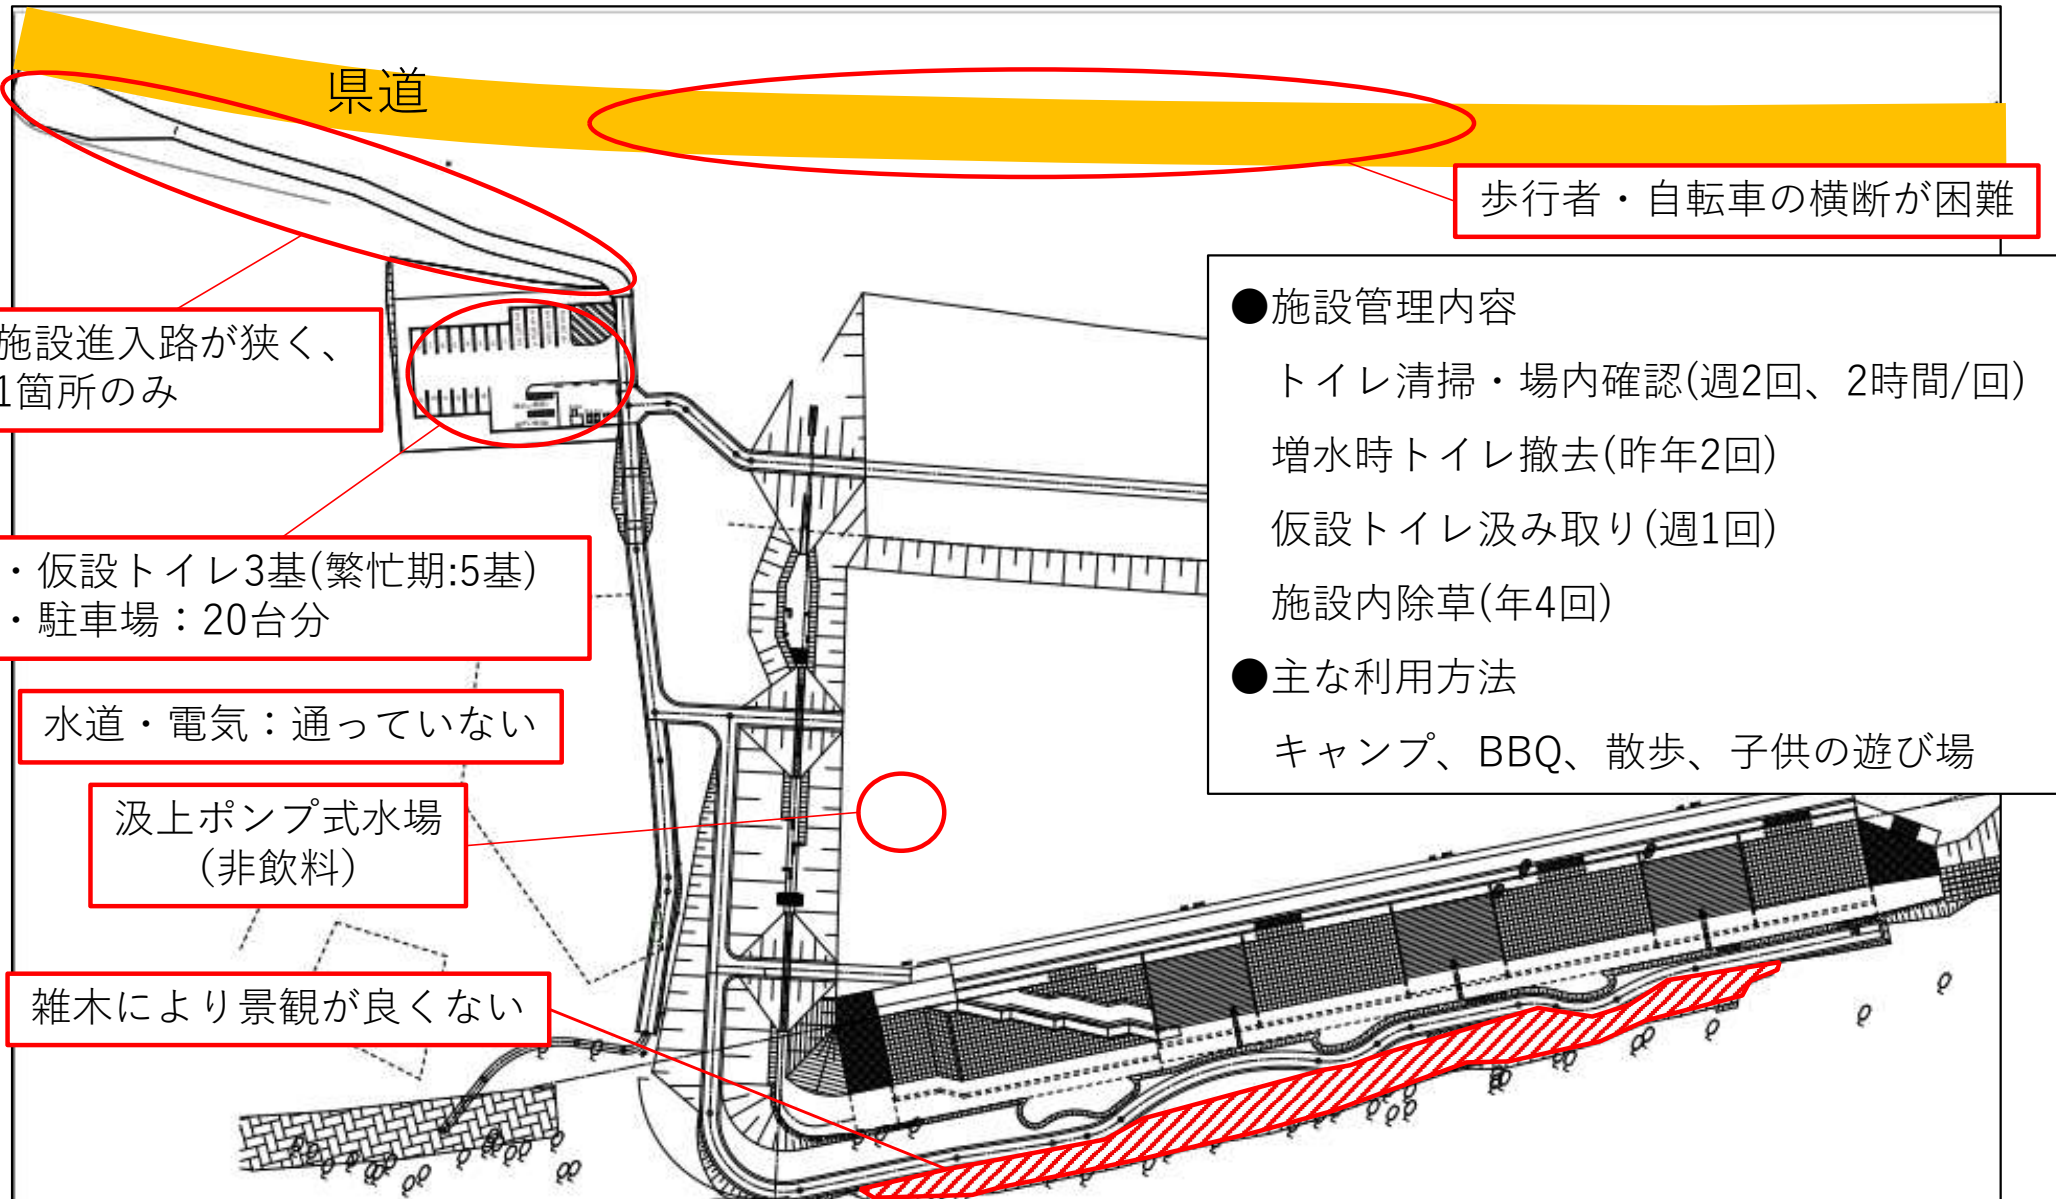 県道
歩行者・自転車の横断が困難
施設進入路が狭く、
1箇所のみ
●施設管理内容
トイレ清掃・場内確認(週2回、2時間/回)
増水時トイレ撤去(昨年2回)
仮設トイレ汲み取り(週1回)
施設内除草(年4回)
●主な利用方法
キャンプ、BBQ、散歩、子供の遊び場
・仮設トイレ3基(繁忙期:5基)
・駐車場：20台分
水道・電気：通っていない
汲上ポンプ式水場
(非飲料)
雑木により景観が良くない